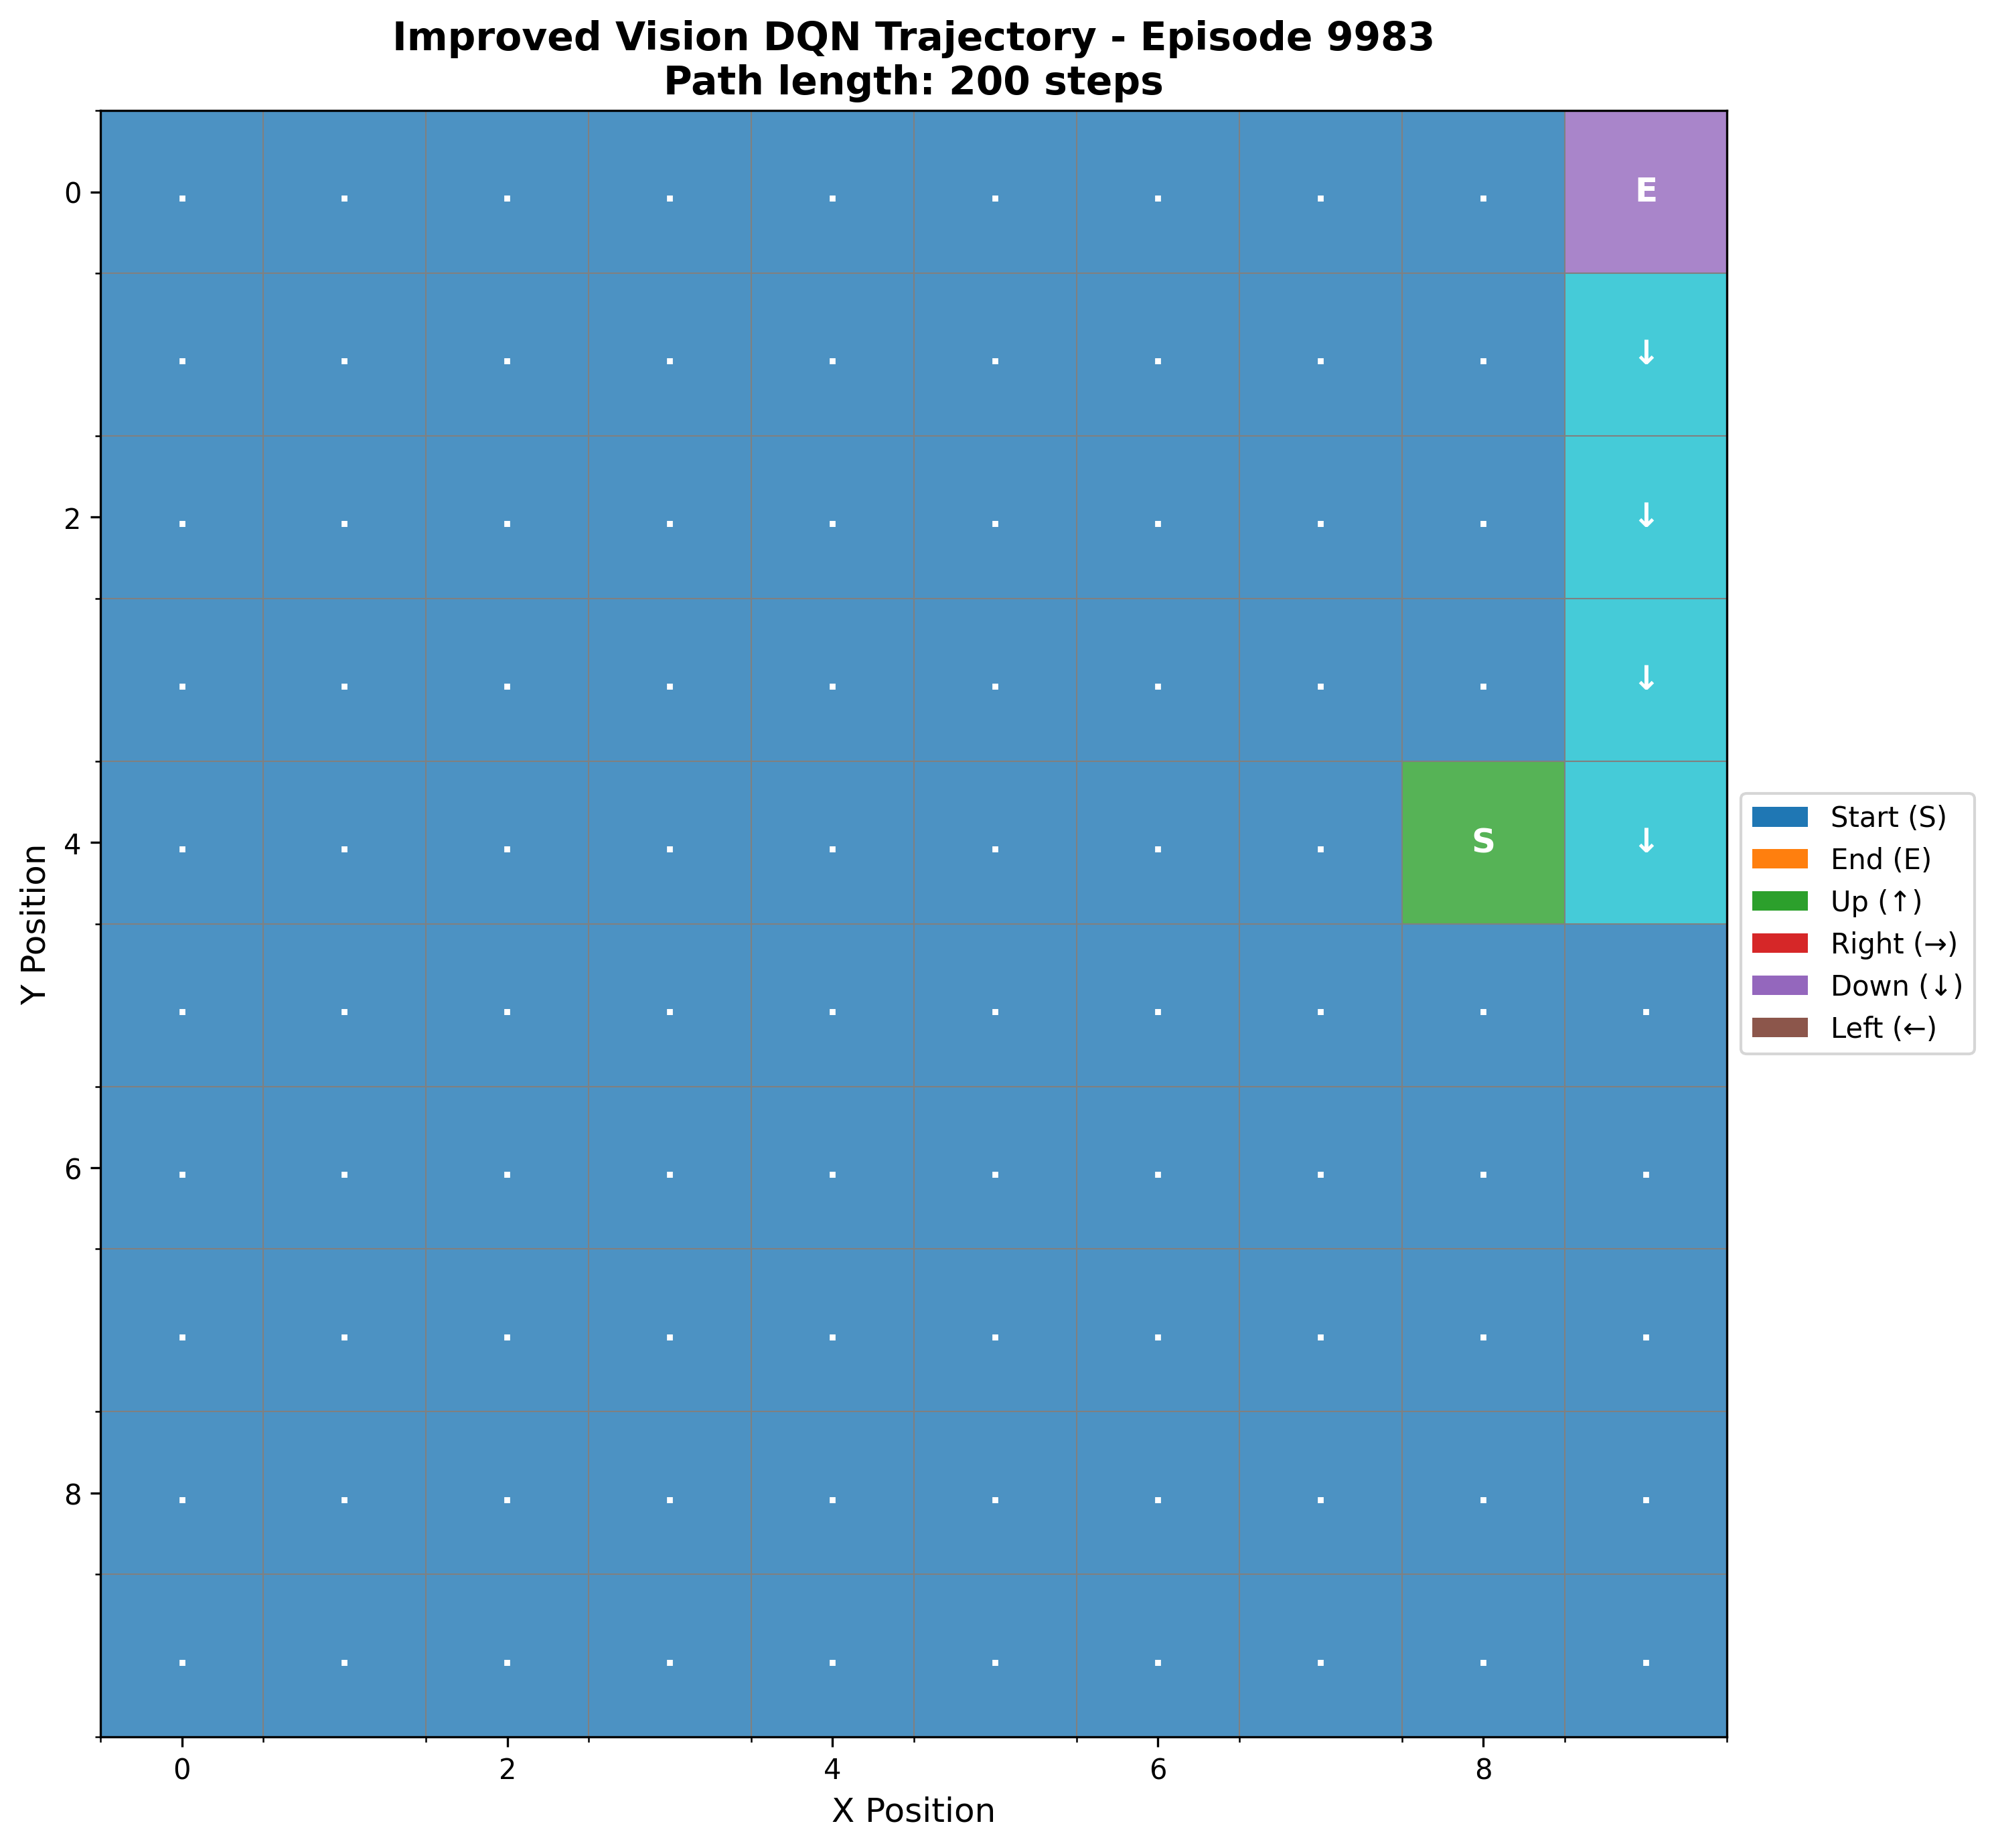 Improved Vision DQN Trajectory - Episode 9983
Path length: 200 steps
0
. . . . . . . . . E
. . . . . . . . . ↓
2
. . . . . . . . . ↓
. . . . . . . . . ↓
4
. . . . . . . . S ↓
. . . . . . . . . .
6
. . . . . . . . . .
. . . . . . . . . .
8
. . . . . . . . . .
. . . . . . . . . .
Y Position
0 2 4 6 8
X Position
Start (S)
End (E)
Up (↑)
Right (→)
Down (↓)
Left (←)